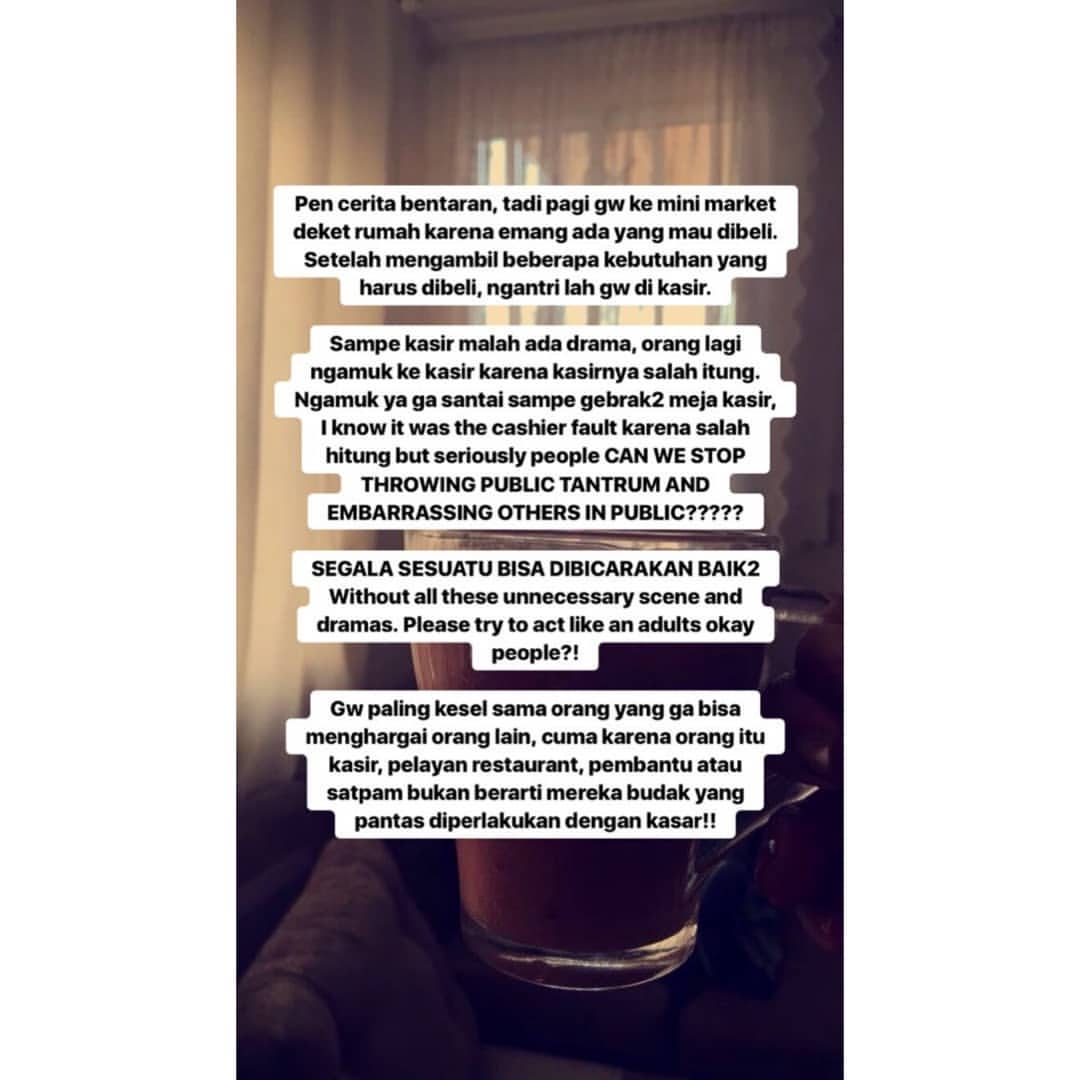 Pen cerita bentaran, tadi pagi gw ke mini market
deket rumah karena emang ada yang mau dibeli.
Setelah mengambil beberapa kebutuhan yang
harus dibeli, ngantri lah gw di kasir.
Sampe kasir malah ada drama, orang lagi
ngamuk ke kasir karena kasirnya salah itung.
Ngamuk ya ga santai sampe gebrak2 meja kasir,
I know it was the cashier fault karena salah
hitung but seriously people CAN WE STOP
THROWING PUBLIC TANTRUM AND
EMBARRASSING OTHERS IN PUBLIC?????
SEGALA SESUATU BISA DIBICARAKAN BAIK2
Without all these unnecessary scene and
dramas. Please try to act like an adults okay
people?!
Gw paling kesel sama orang yang ga bisa
menghargai orang lain, cuma karena orang itu
kasir, pelayan restaurant, pembantu atau
satpam bukan berarti mereka budak yang
pantas diperlakukan dengan kasar!!